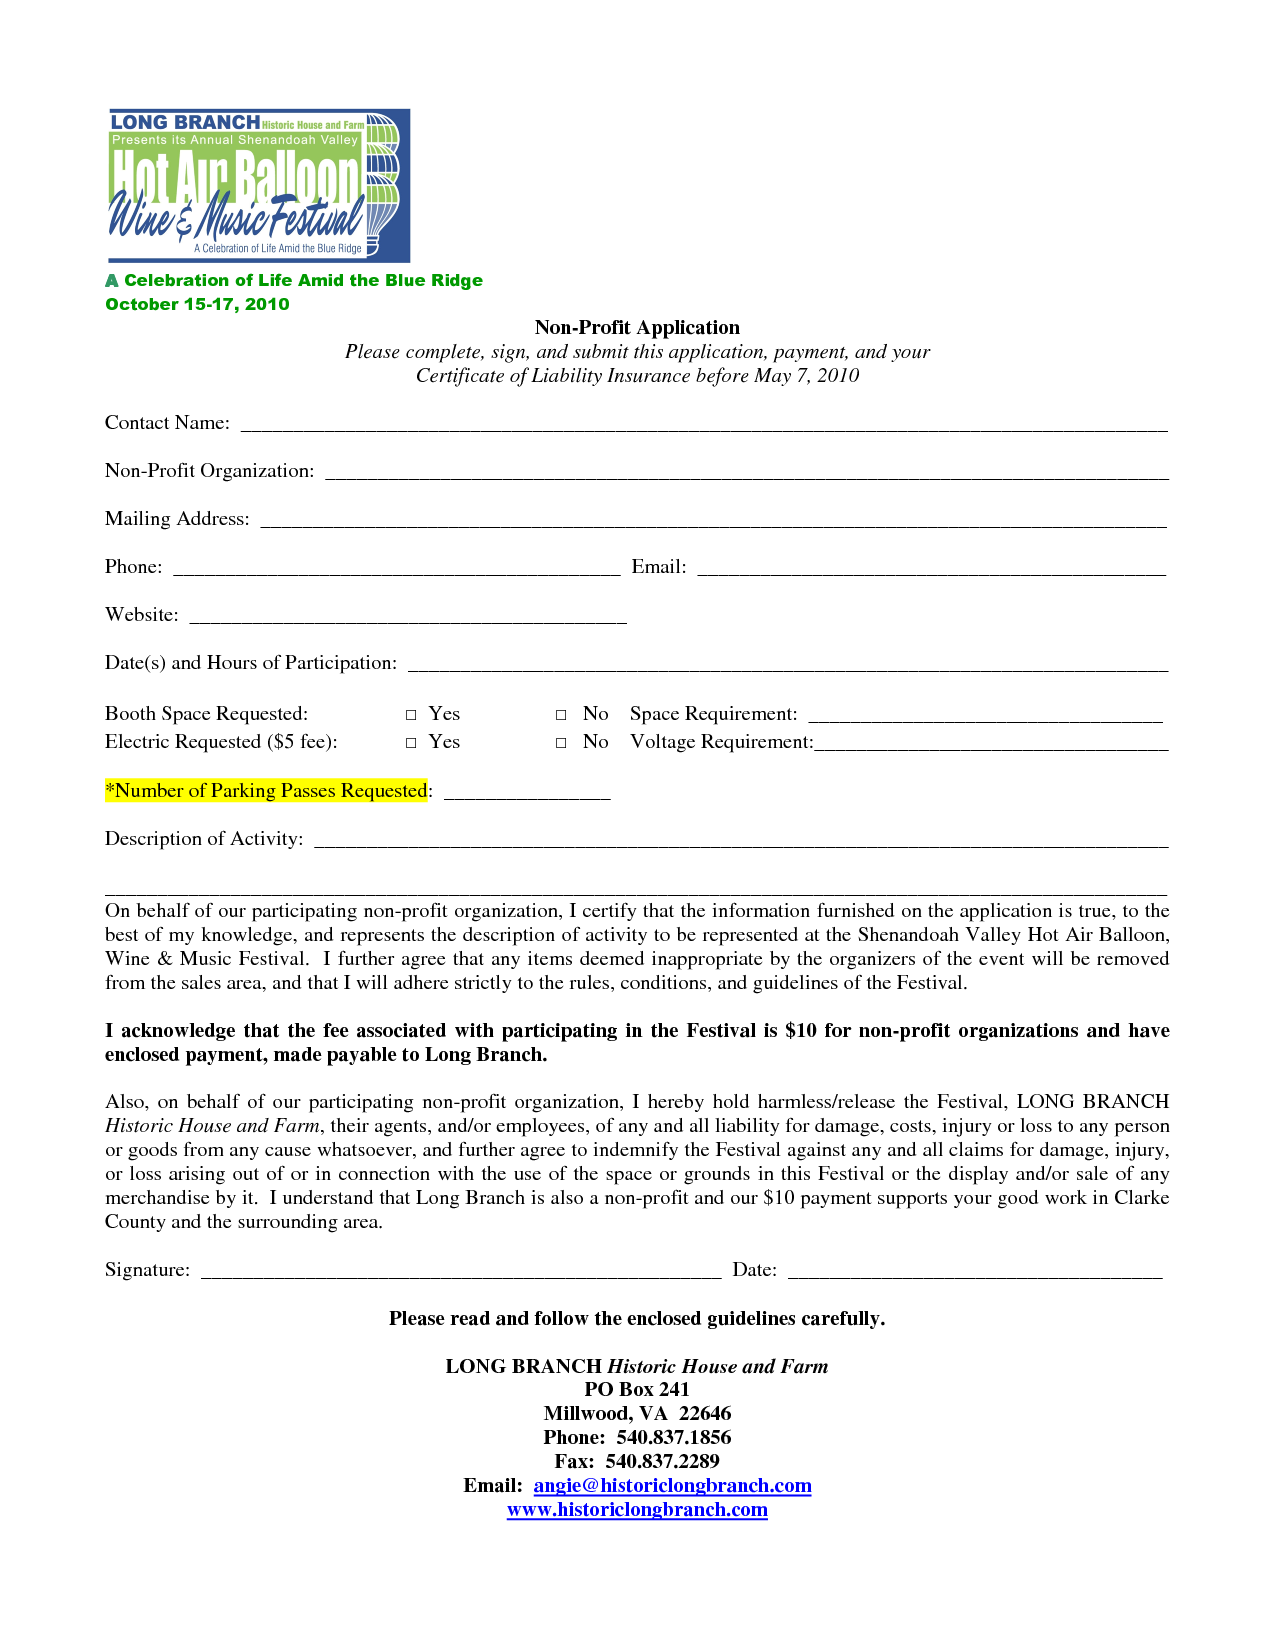 LONG BRANCH Historic House and Farm
Presents its Annual Shenandoah Valley
Hot Air Balloon
Wine & Music Festival
A Celebration of Life Amid the Blue Ridge
A Celebration of Life Amid the Blue Ridge
October 15-17, 2010
Non-Profit Application
Please complete, sign, and submit this application, payment, and your
Certificate of Liability Insurance before May 7, 2010
Contact Name:
Non-Profit Organization:
Mailing Address:
Phone: Email:
Website:
Date(s) and Hours of Participation:
Booth Space Requested: □ Yes □ No Space Requirement:
Electric Requested ($5 fee): □ Yes □ No Voltage Requirement:
*Number of Parking Passes Requested:
Description of Activity:
On behalf of our participating non-profit organization, I certify that the information furnished on the application is true, to the
best of my knowledge, and represents the description of activity to be represented at the Shenandoah Valley Hot Air Balloon,
Wine & Music Festival. I further agree that any items deemed inappropriate by the organizers of the event will be removed
from the sales area, and that I will adhere strictly to the rules, conditions, and guidelines of the Festival.
I acknowledge that the fee associated with participating in the Festival is $10 for non-profit organizations and have
enclosed payment, made payable to Long Branch.
Also, on behalf of our participating non-profit organization, I hereby hold harmless/release the Festival, LONG BRANCH
Historic House and Farm, their agents, and/or employees, of any and all liability for damage, costs, injury or loss to any person
or goods from any cause whatsoever, and further agree to indemnify the Festival against any and all claims for damage, injury,
or loss arising out of or in connection with the use of the space or grounds in this Festival or the display and/or sale of any
merchandise by it. I understand that Long Branch is also a non-profit and our $10 payment supports your good work in Clarke
County and the surrounding area.
Signature: Date:
Please read and follow the enclosed guidelines carefully.
LONG BRANCH Historic House and Farm
PO Box 241
Millwood, VA 22646
Phone: 540.837.1856
Fax: 540.837.2289
Email: angie@historiclongbranch.com
www.historiclongbranch.com